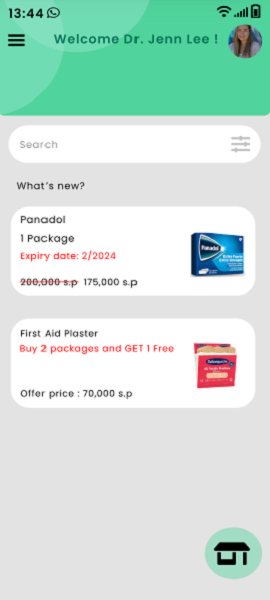 13:44
Welcome Dr. Jenn Lee !
Search
What's new?
Panadol
1 Package
Expiry date: 2/2024
200,000 s.p 175,000 s.p
Panadol
First Aid Plaster
Buy 2 packages and GET 1 Free
Offer price : 70,000 s.p